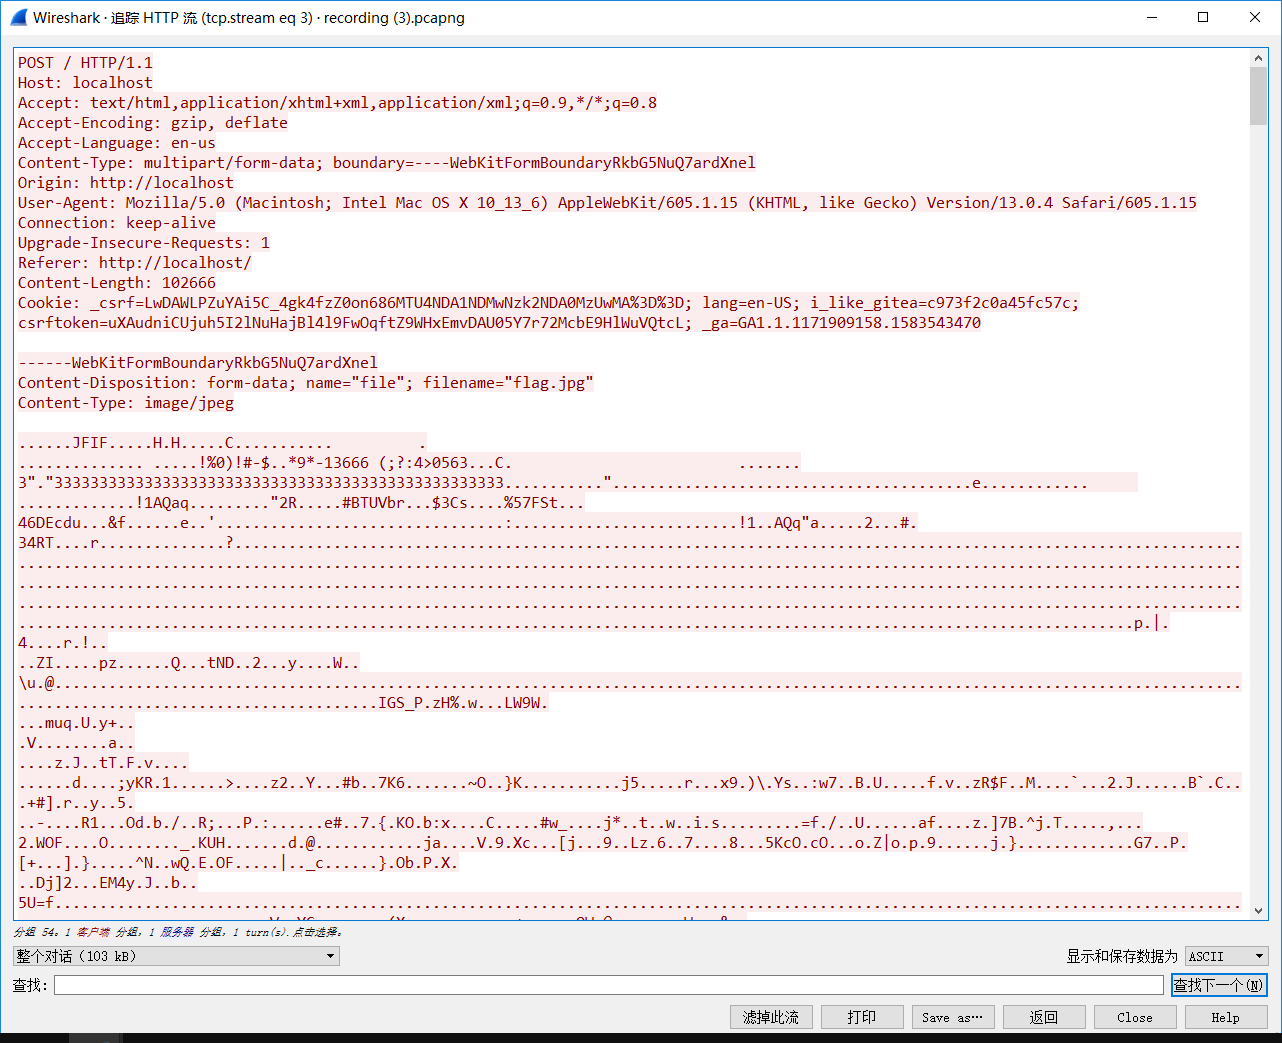 Wireshark · 追踪 HTTP 流 (tcp.stream eq 3) · recording (3).pcapng
POST / HTTP/1.1
Host: localhost
Accept: text/html,application/xhtml+xml,application/xml;q=0.9,*/*;q=0.8
Accept-Encoding: gzip, deflate
Accept-Language: en-us
Content-Type: multipart/form-data; boundary=----WebKitFormBoundaryRkbG5NuQ7ardXnel
Origin: http://localhost
User-Agent: Mozilla/5.0 (Macintosh; Intel Mac OS X 10_13_6) AppleWebKit/605.1.15 (KHTML, like Gecko) Version/13.0.4 Safari/605.1.15
Connection: keep-alive
Upgrade-Insecure-Requests: 1
Referer: http://localhost/
Content-Length: 102666
Cookie: _csrf=LwDAWLPZuYAi5C_4gk4fzZ0on686MTU4NDA1NDMwNzk2NDA0MzUwMA%3D%3D; lang=en-US; i_like_gitea=c973f2c0a45fc57c;
csrftoken=uXAudniCUjuh5I2lNuHajBl4l9FwOqftZ9WHxEmvDAU05Y7r72McbE9HlWuVQtcL; _ga=GA1.1.1171909158.1583543470
------WebKitFormBoundaryRkbG5NuQ7ardXnel
Content-Disposition: form-data; name="file"; filename="flag.jpg"
Content-Type: image/jpeg
......JFIF.....H.H.....C...........          .
.............. .....!%0)!#-$..*9*-13666 (;?:4>0563...C.                         .......
3"."33333333333333333333333333333333333333333333333333............"........................................e............
.............!1AQaq........."2R.....#BTUVbr...$3Cs....%57FSt...
46DEcdu...&f......e..'................................:.........................!1..AQq"a.....2...#.
34RT....r..............?
p.|.
4....r.!..
..ZI.....pz......Q...tND..2...y....W..
\u.@
IGS_P.zH%.w...LW9W.
...muq.U.y+..
.V........a..
....z.J..tT.F.v....
......d....;yKR.1......>....z2..Y...#b..7K6.......~O..}K...........j5.....r...x9.)\.Ys..:w7..B.U.....f.v..zR$F..M....`...2.J......B`.C..
.+#].r..y..5.
..-....R1...Od.b./..R;...P.:......e#..7.{.KO.b:x....C.....#w_....j*..t..w..i.s.........=f./..U......af....z.]7B.^j.T.....,...
2.WOF....O........_.KUH.......d.@............ja....V.9.Xc...[j...9..Lz.6..7....8...5KcO.cO...o.Z|o.p.9......j.}.............G7..P.
[+...].}.....^N..wQ.E.OF.....|.._c......}.Ob.P.X.
..Dj]2...EM4y.J..b..
5U=f
分组 54。1 客户端 分组，1 服务器 分组，1 turn(s).点击选择。
整个对话（103 kB） 显示和保存数据为 ASCII
查找： 查找下一个(N)
滤掉此流 打印 Save as… 返回 Close Help